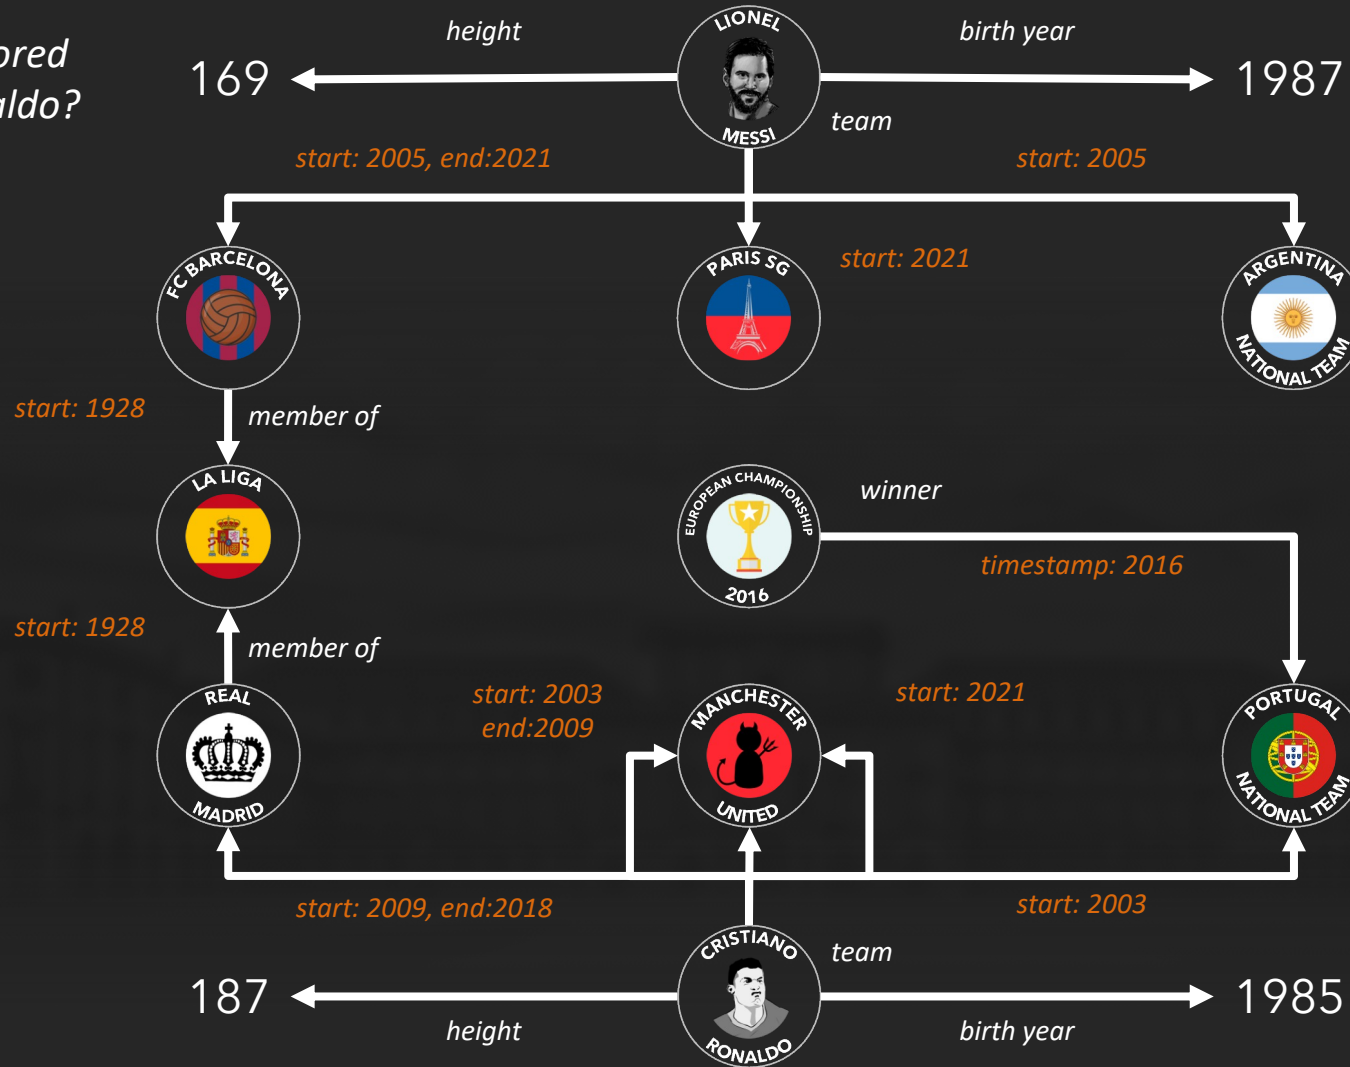 ored
aldo?
height
birth year
169
LIONEL
MESSI
1987
team
start: 2005, end:2021
start: 2005
FC BARCELONA
PARIS SG
start: 2021
ARGENTINA
NATIONAL TEAM
start: 1928
member of
LA LIGA
EUROPEAN CHAMPIONSHIP
2016
winner
timestamp: 2016
start: 1928
member of
REAL
MADRID
start: 2003
end:2009
MANCHESTER
UNITED
start: 2021
PORTUGAL
NATIONAL TEAM
start: 2009, end:2018
start: 2003
CRISTIANO
RONALDO
team
187
1985
height
birth year